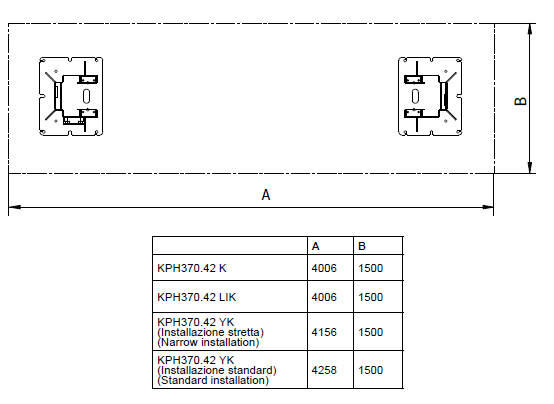 B
A
A B
KPH370.42 K 4006 1500
KPH370.42 LIK 4006 1500
KPH370.42 YK
(Installazione stretta) 4156 1500
(Narrow installation)
KPH370.42 YK
(Installazione standard) 4258 1500
(Standard installation)